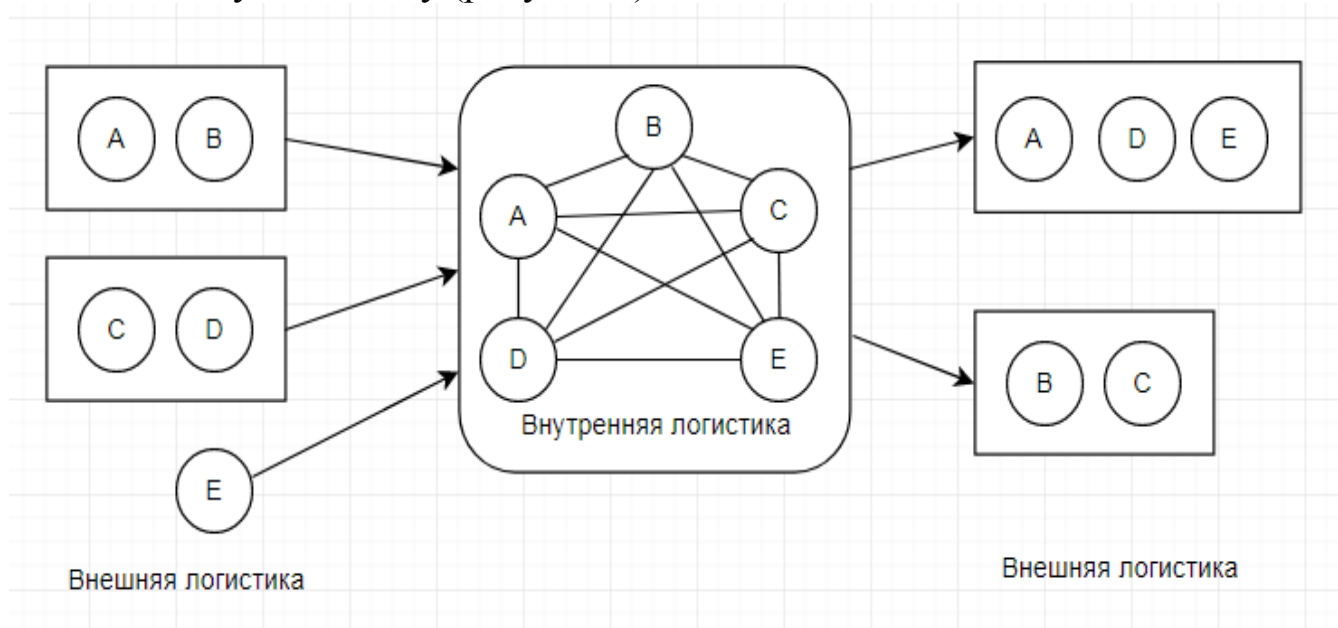 A B
C D
E
Внешняя логистика
B
A C
D E
Внутренняя логистика
A D E
B C
Внешняя логистика